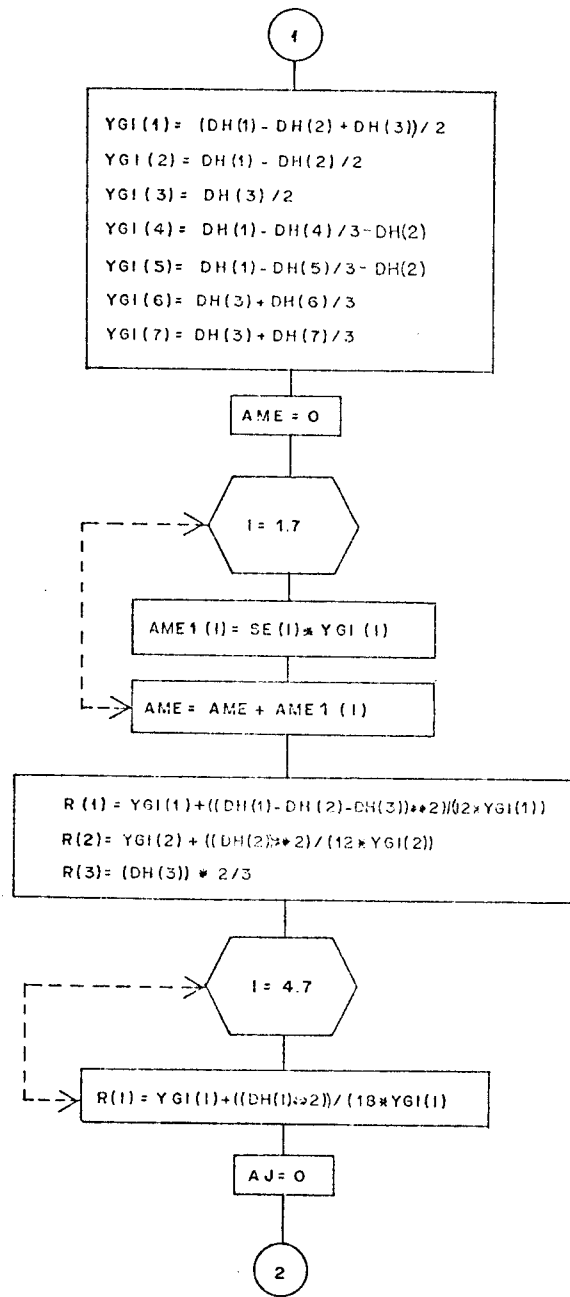 1
YGI(1)= (DH(1)-DH(2)+DH(3))/2
YGI(2)= DH(1)-DH(2)/2
YGI(3)= DH(3)/2
YGI(4)= DH(1)-DH(4)/3-DH(2)
YGI(5)= DH(1)-DH(5)/3-DH(2)
YGI(6)= DH(3)+DH(6)/3
YGI(7)= DH(3)+DH(7)/3
AME = 0
I = 1.7
AME1(I)= SE(I)* YGI(I)
AME= AME + AME1(I)
R(1)= YGI(1)+((DH(1)-DH(2)-DH(3))**2)/(12*YGI(1))
R(2)= YGI(2)+((DH(2)**2)/(12*YGI(2))
R(3)= (DH(3)) * 2/3
I = 4.7
R(I)= YGI(I)+((DH(I)**2))/(18*YGI(I)
AJ=0
2